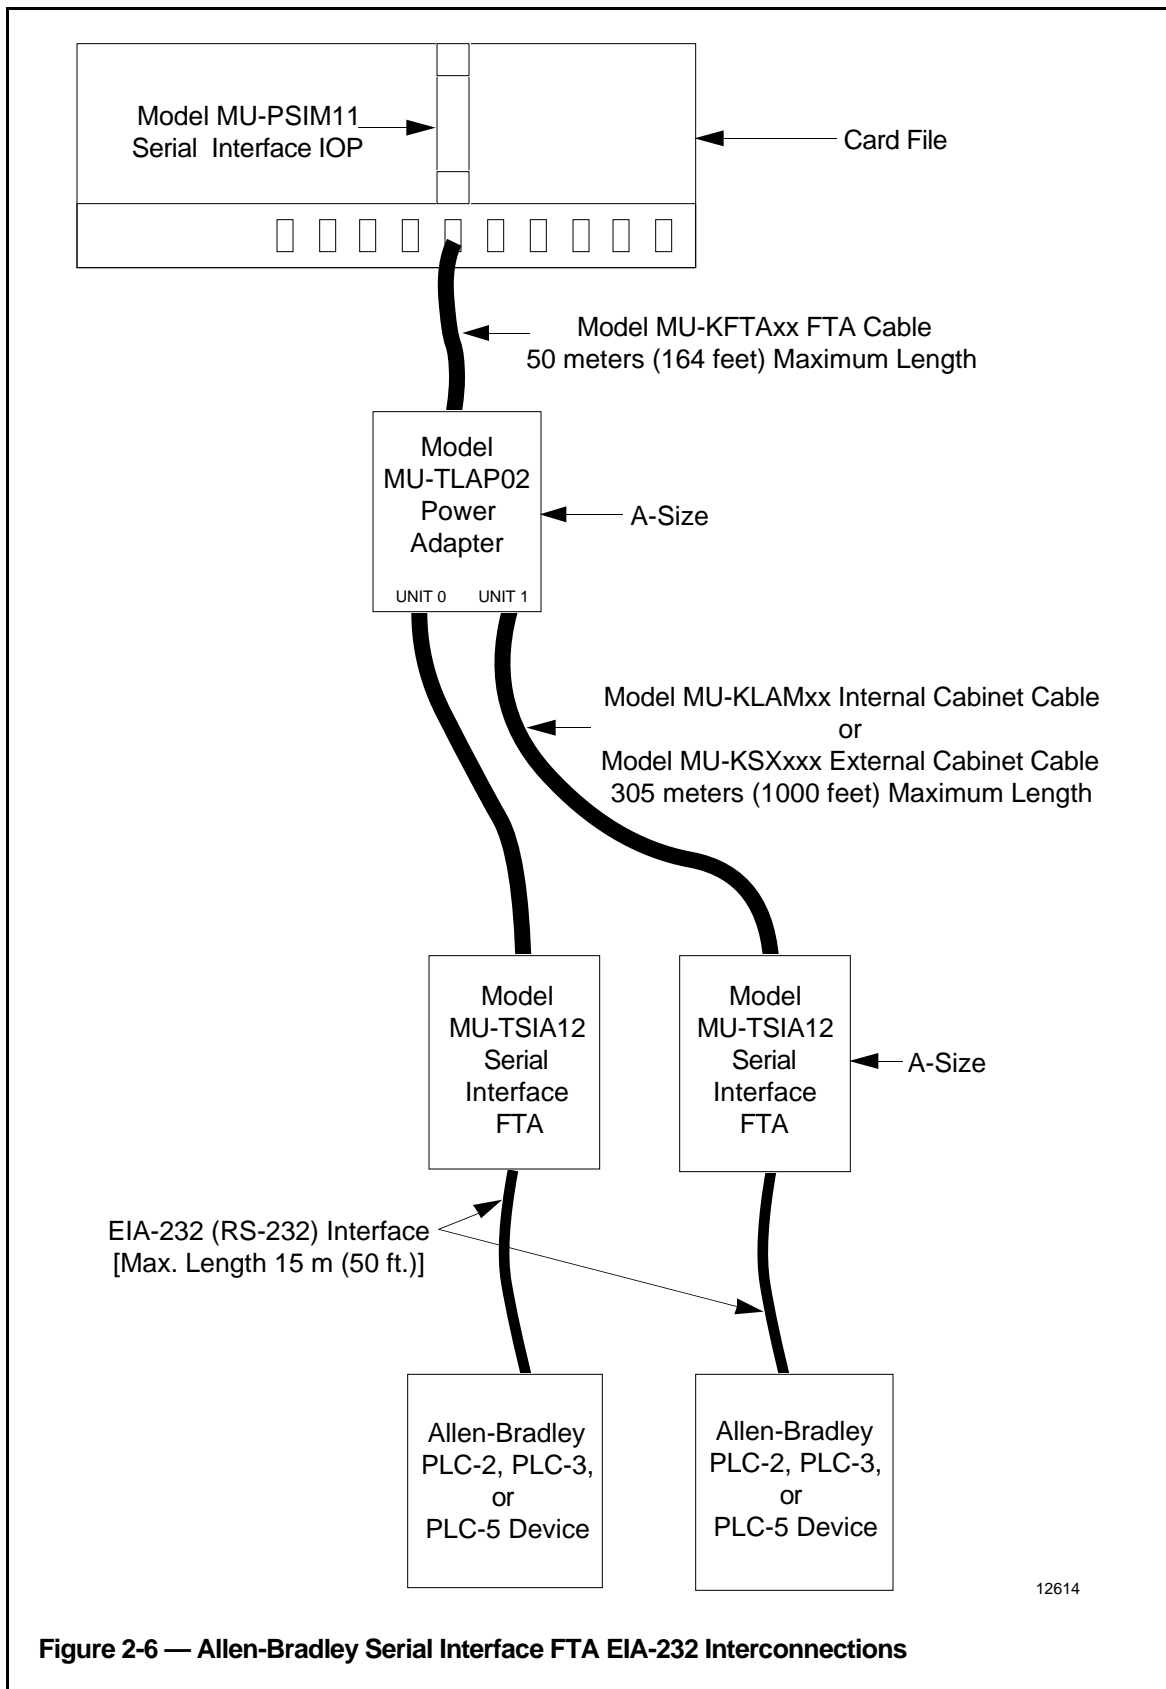 Model MU-PSIM11
Serial Interface IOP
Card File
Model MU-KFTAxx FTA Cable
50 meters (164 feet) Maximum Length
Model
MU-TLAP02
Power
Adapter
A-Size
UNIT 0
UNIT 1
Model MU-KLAMxx Internal Cabinet Cable
or
Model MU-KSXxxx External Cabinet Cable
305 meters (1000 feet) Maximum Length
Model
MU-TSIA12
Serial
Interface
FTA
Model
MU-TSIA12
Serial
Interface
FTA
A-Size
EIA-232 (RS-232) Interface
[Max. Length 15 m (50 ft.)]
Allen-Bradley
PLC-2, PLC-3,
or
PLC-5 Device
Allen-Bradley
PLC-2, PLC-3,
or
PLC-5 Device
12614
Figure 2-6 — Allen-Bradley Serial Interface FTA EIA-232 Interconnections